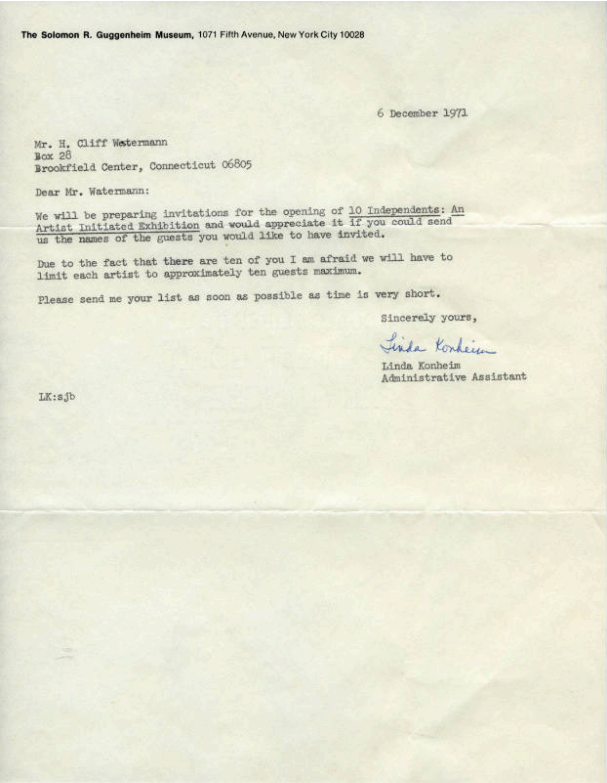 The Solomon R. Guggenheim Museum, 1071 Fifth Avenue, New York City 10028
6 December 1971
Mr. H. Cliff Watermann
Box 28
Brookfield Center, Connecticut 06805
Dear Mr. Watermann:
We will be preparing invitations for the opening of 10 Independents: An
Artist Initiated Exhibition and would appreciate it if you could send
us the names of the guests you would like to have invited.
Due to the fact that there are ten of you I am afraid we will have to
limit each artist to approximately ten guests maximum.
Please send me your list as soon as possible as time is very short.
Sincerely yours,
Linda Konheim
Linda Konheim
Administrative Assistant
LK:sjb